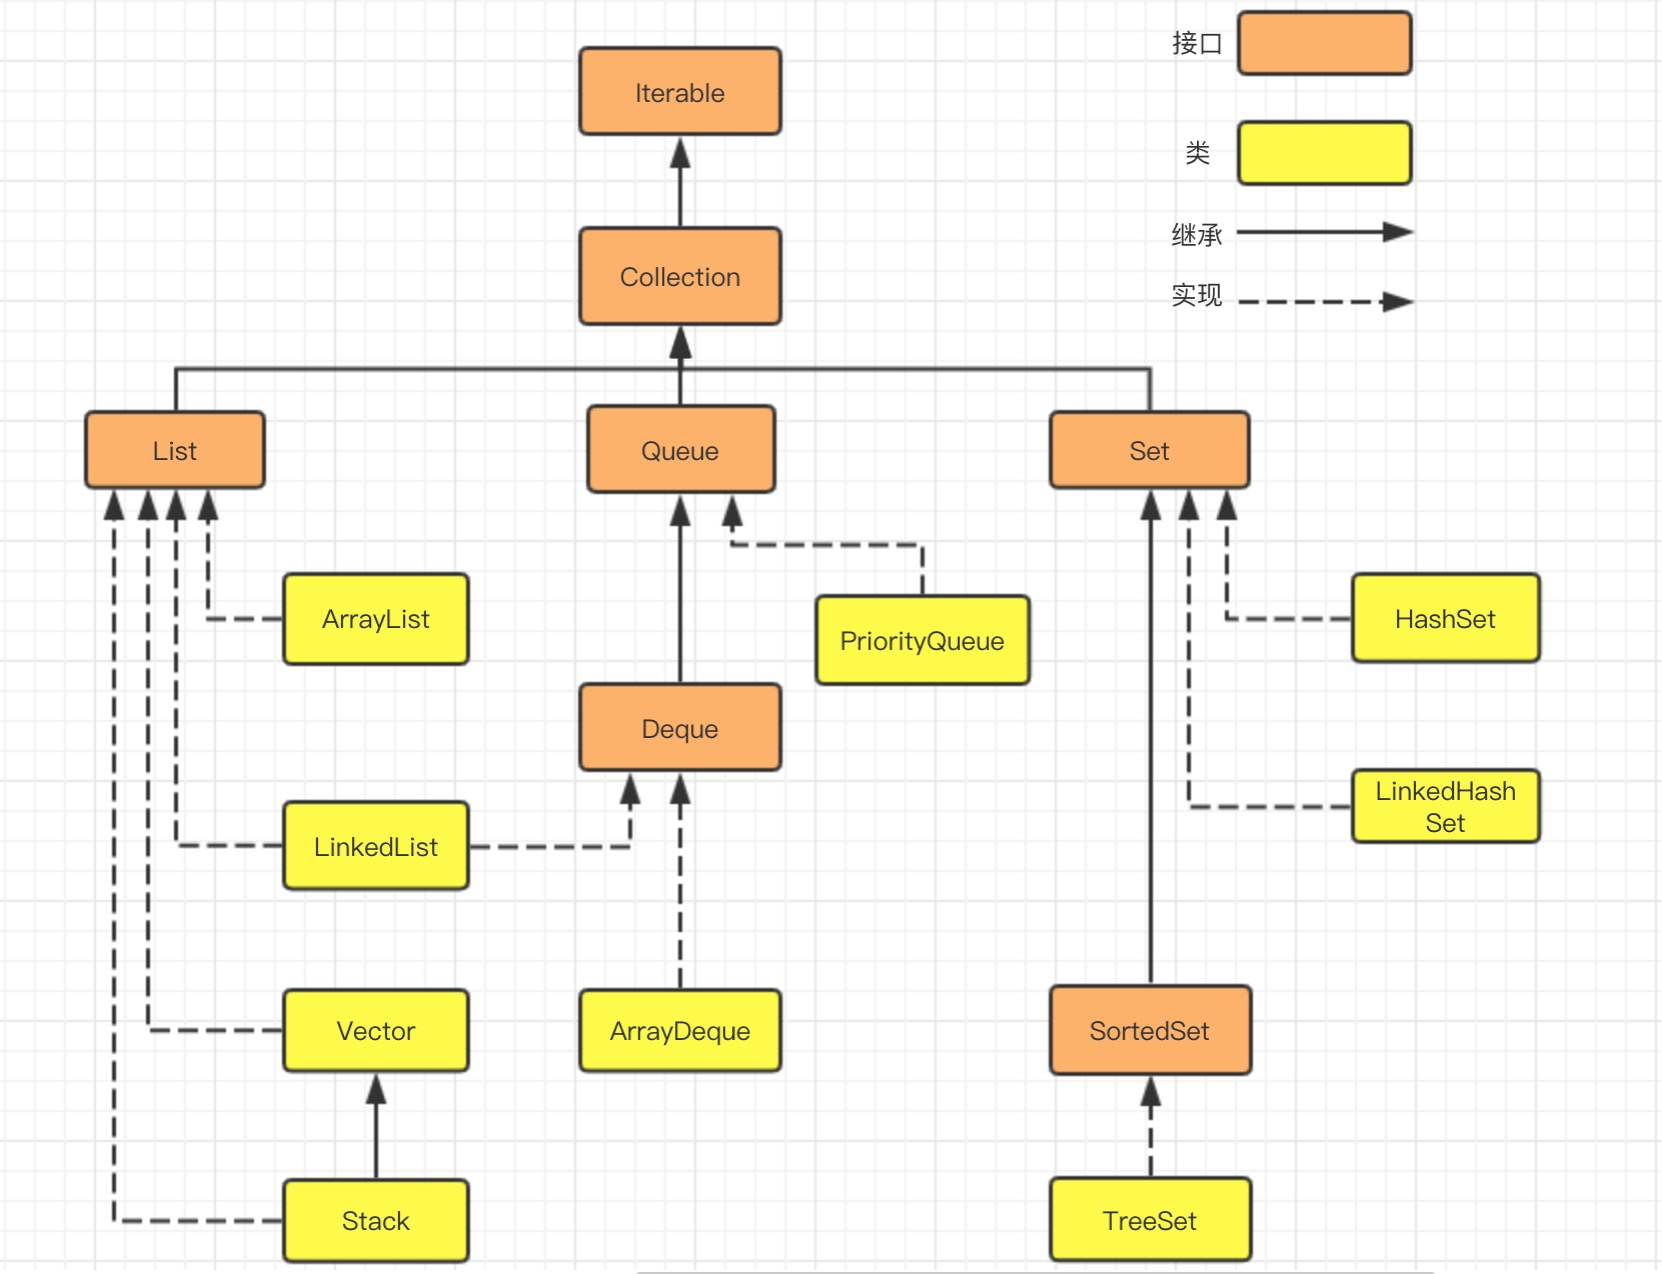 接口
Iterable
类
继承
Collection
实现
List
Queue
Set
ArrayList
PriorityQueue
HashSet
Deque
LinkedList
LinkedHash
Set
Vector
ArrayDeque
SortedSet
Stack
TreeSet